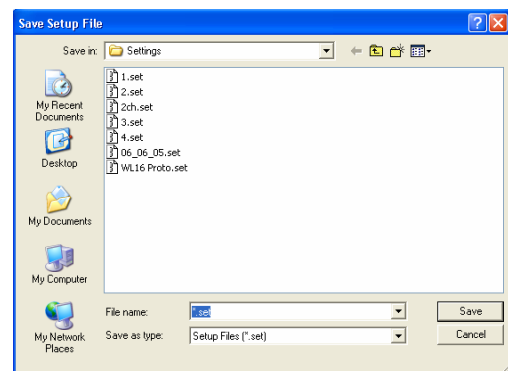 Save Setup File
Save in:
Settings
My Recent
Documents
Desktop
My Documents
My Computer
My Network
Places
1.set
2.set
2ch.set
3.set
4.set
06_06_05.set
WL16 Proto.set
File name:
*.set
Save
Save as type:
Setup Files (*.set)
Cancel